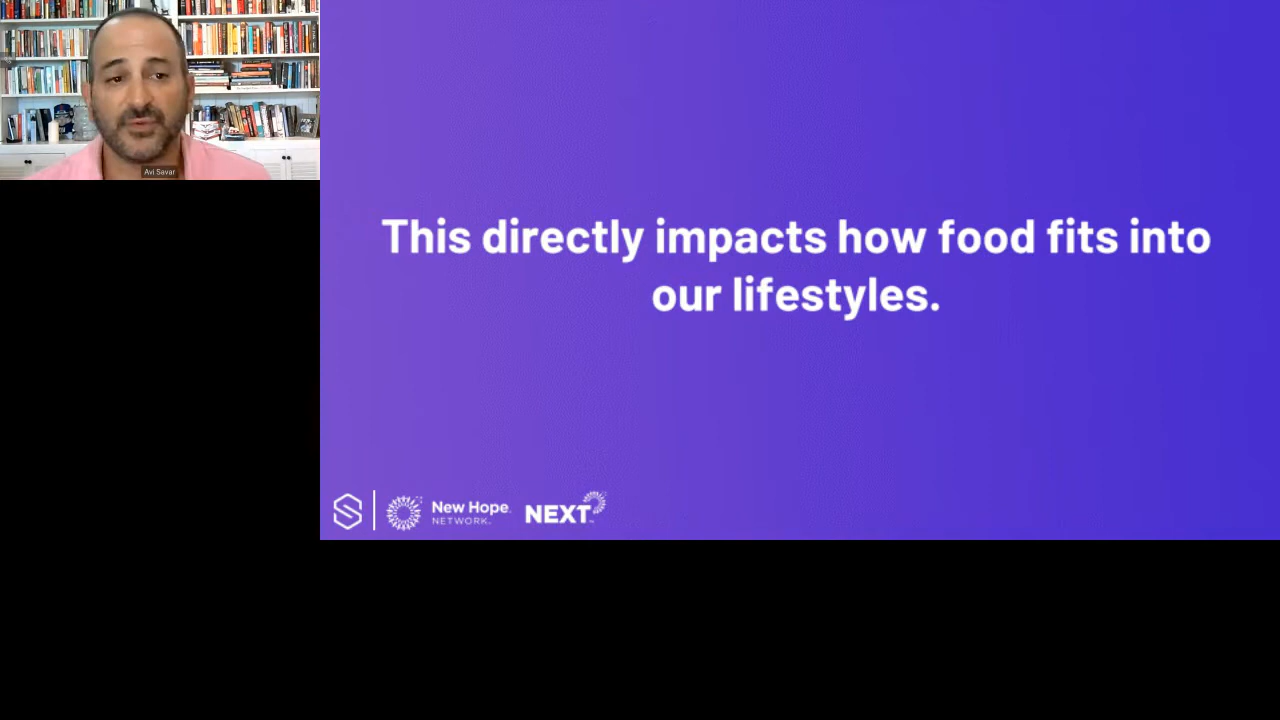 Avi Savar
This directly impacts how food fits into
our lifestyles.
New Hope
NETWORK
NEXT